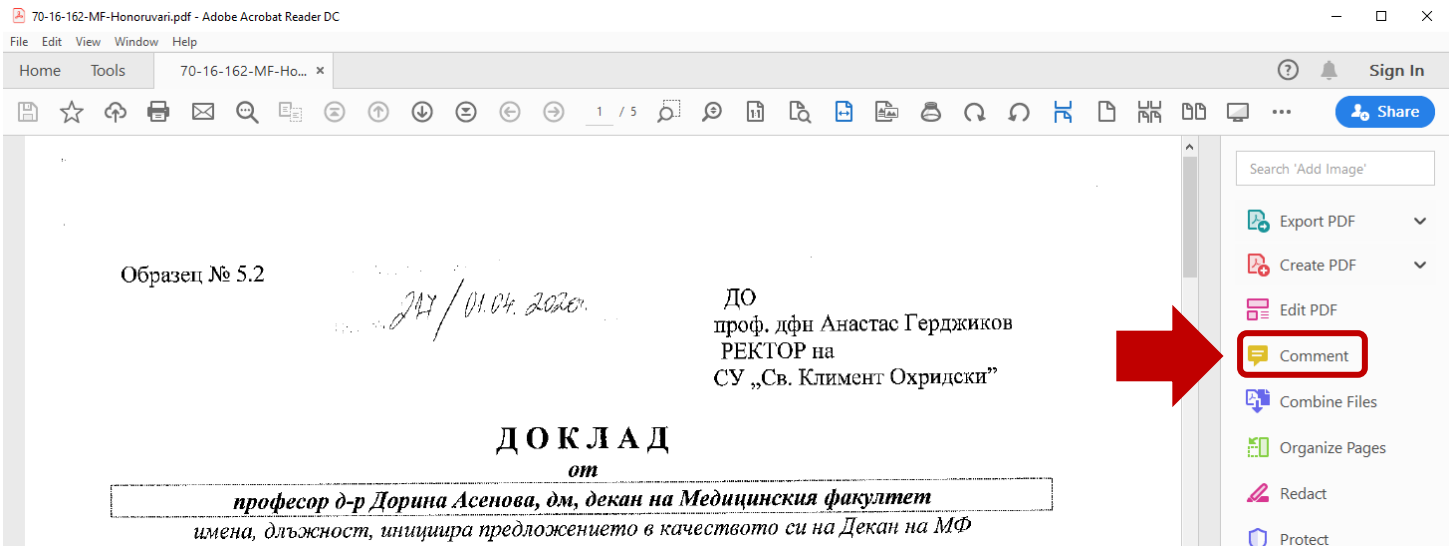 70-16-162-MF-Honoruvari.pdf - Adobe Acrobat Reader DC
File Edit View Window Help
Home Tools 70-16-162-MF-Ho... × Sign In
1 / 5 Share
Search 'Add Image'
Export PDF
Create PDF
Edit PDF
Comment
Combine Files
Organize Pages
Redact
Protect
Образец № 5.2
247/01.04.2020г.
ДО
проф. дфн Анастас Герджиков
РЕКТОР на
СУ „Св. Климент Охридски”
Д О К Л А Д
от
професор д-р Дорина Асенова, дм, декан на Медицинския факултет
имена, длъжност, инициира предложението в качеството си на Декан на МФ